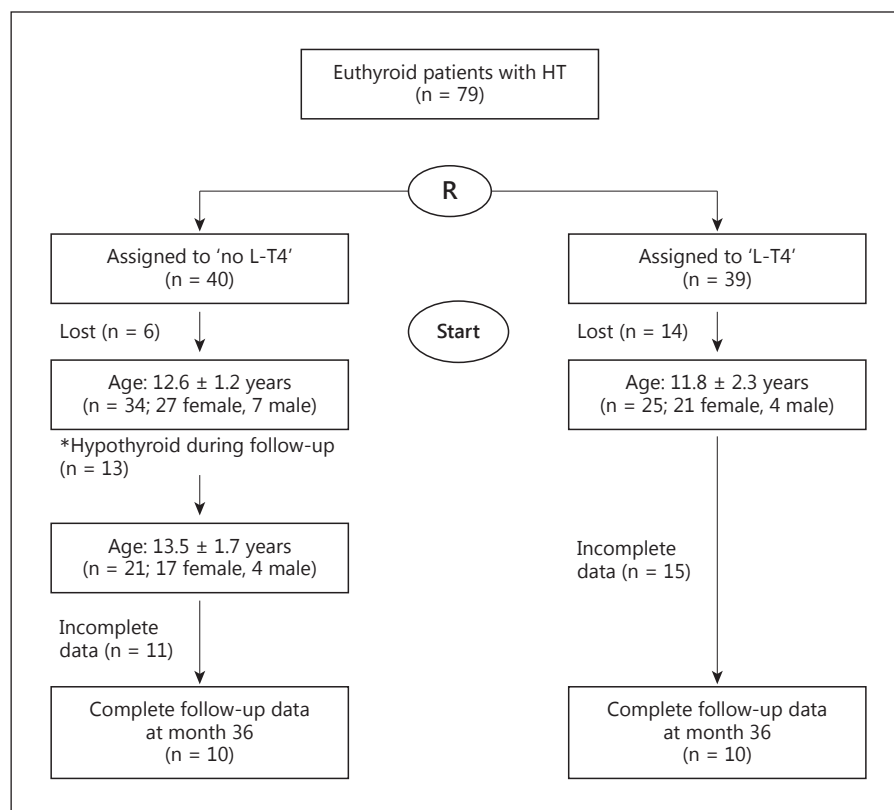 Euthyroid patients with HT
(n = 79)
R
Assigned to ‘no L-T4’
(n = 40)
Assigned to ‘L-T4’
(n = 39)
Lost (n = 6)
Start
Lost (n = 14)
Age: 12.6 ± 1.2 years
(n = 34; 27 female, 7 male)
Age: 11.8 ± 2.3 years
(n = 25; 21 female, 4 male)
*Hypothyroid during follow-up
(n = 13)
Age: 13.5 ± 1.7 years
(n = 21; 17 female, 4 male)
Incomplete
data (n = 15)
Incomplete
data (n = 11)
Complete follow-up data
at month 36
(n = 10)
Complete follow-up data
at month 36
(n = 10)